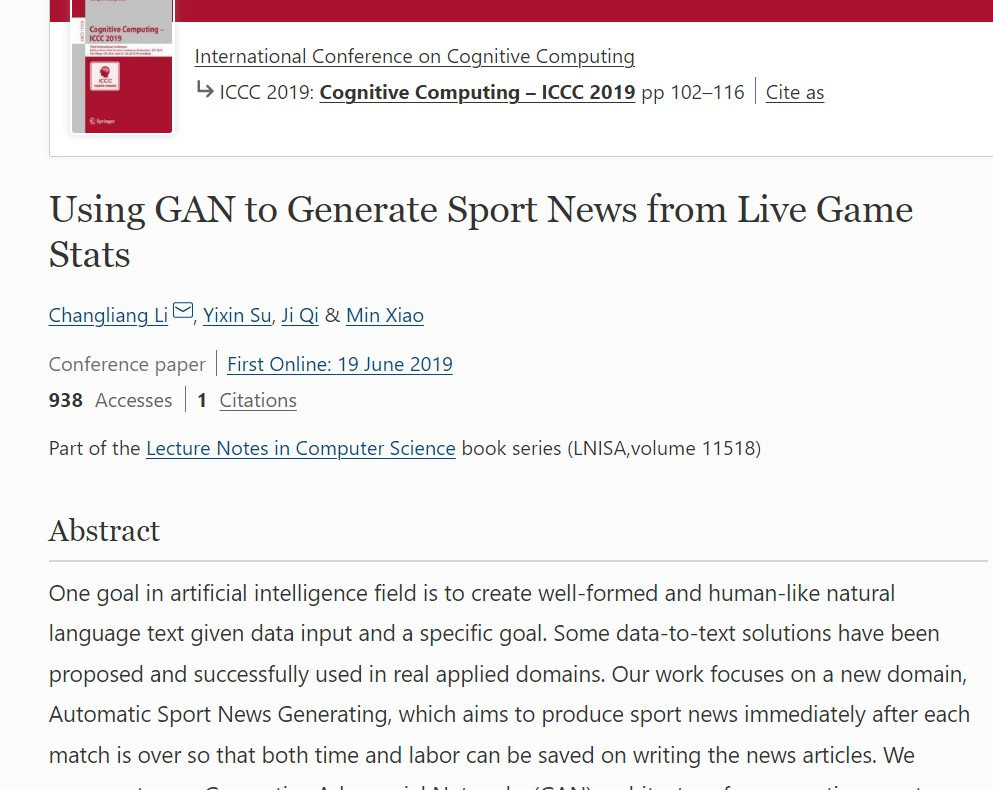 Cognitive Computing –
ICCC 2019
ICCC
Springer
International Conference on Cognitive Computing
ICCC 2019: Cognitive Computing – ICCC 2019 pp 102–116 | Cite as
Using GAN to Generate Sport News from Live Game
Stats
Changliang Li, Yixin Su, Ji Qi & Min Xiao
Conference paper | First Online: 19 June 2019
938 Accesses | 1 Citations
Part of the Lecture Notes in Computer Science book series (LNISA,volume 11518)
Abstract
One goal in artificial intelligence field is to create well-formed and human-like natural
language text given data input and a specific goal. Some data-to-text solutions have been
proposed and successfully used in real applied domains. Our work focuses on a new domain,
Automatic Sport News Generating, which aims to produce sport news immediately after each
match is over so that both time and labor can be saved on writing the news articles. We